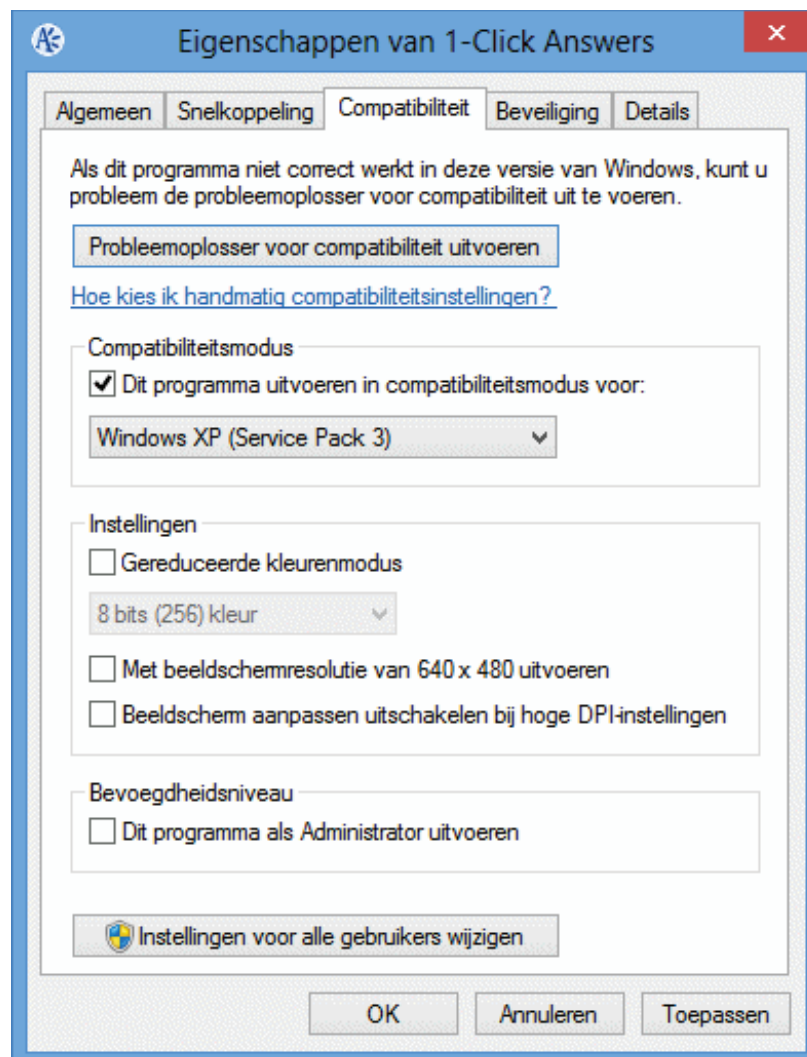 Eigenschappen van 1-Click Answers
Algemeen Snelkoppeling Compatibiliteit Beveiliging Details
Als dit programma niet correct werkt in deze versie van Windows, kunt u
probleem de probleemoplosser voor compatibiliteit uit te voeren.
Probleemoplosser voor compatibiliteit uitvoeren
Hoe kies ik handmatig compatibiliteitsinstellingen?
Compatibiliteitsmodus
Dit programma uitvoeren in compatibiliteitsmodus voor:
Windows XP (Service Pack 3)
Instellingen
Gereduceerde kleurenmodus
8 bits (256) kleur
Met beeldschermresolutie van 640 x 480 uitvoeren
Beeldscherm aanpassen uitschakelen bij hoge DPI-instellingen
Bevoegdheidsniveau
Dit programma als Administrator uitvoeren
Instellingen voor alle gebruikers wijzigen
OK Annuleren Toepassen